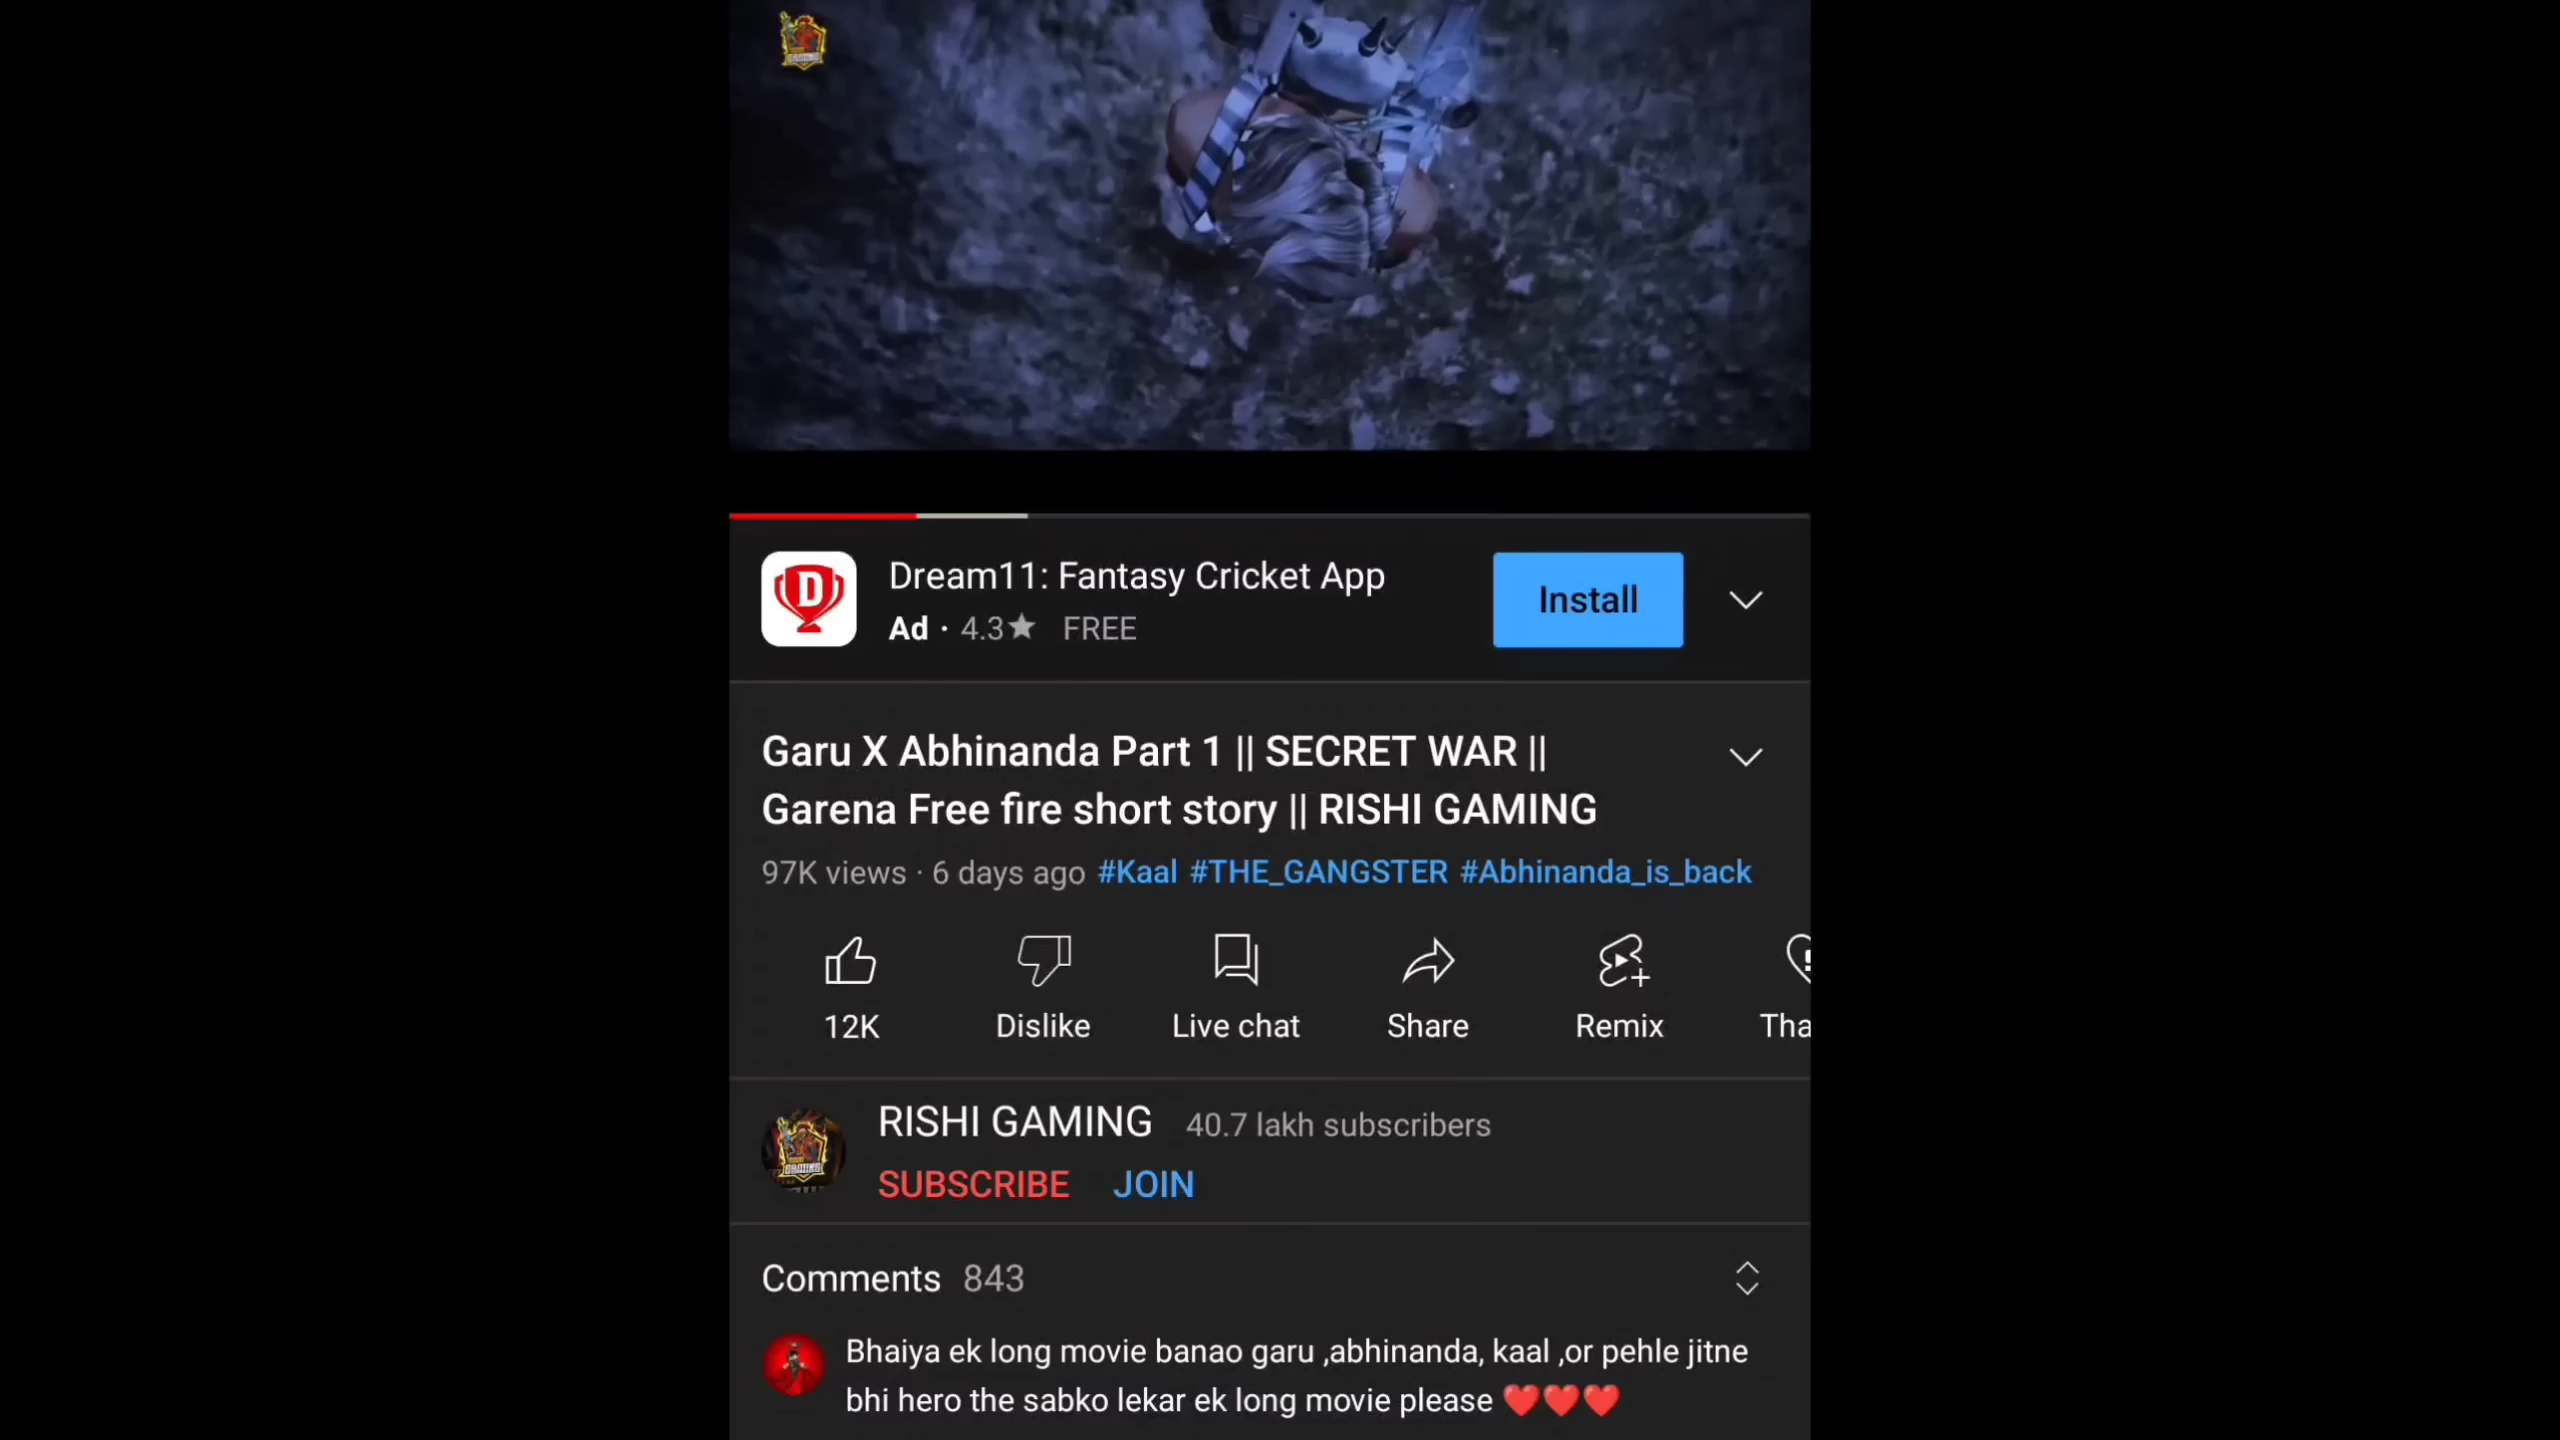 Dream11: Fantasy Cricket App
Install
Ad · 4.3★ FREE
Garu X Abhinanda Part 1 || SECRET WAR ||
Garena Free fire short story || RISHI GAMING
97K views · 6 days ago #Kaal #THE_GANGSTER #Abhinanda_is_back
12K
Dislike
Live chat
Share
Remix
Tha
RISHI GAMING 40.7 lakh subscribers
SUBSCRIBE JOIN
Comments 843
Bhaiya ek long movie banao garu ,abhinanda, kaal ,or pehle jitne
bhi hero the sabko lekar ek long movie please ❤️❤️❤️